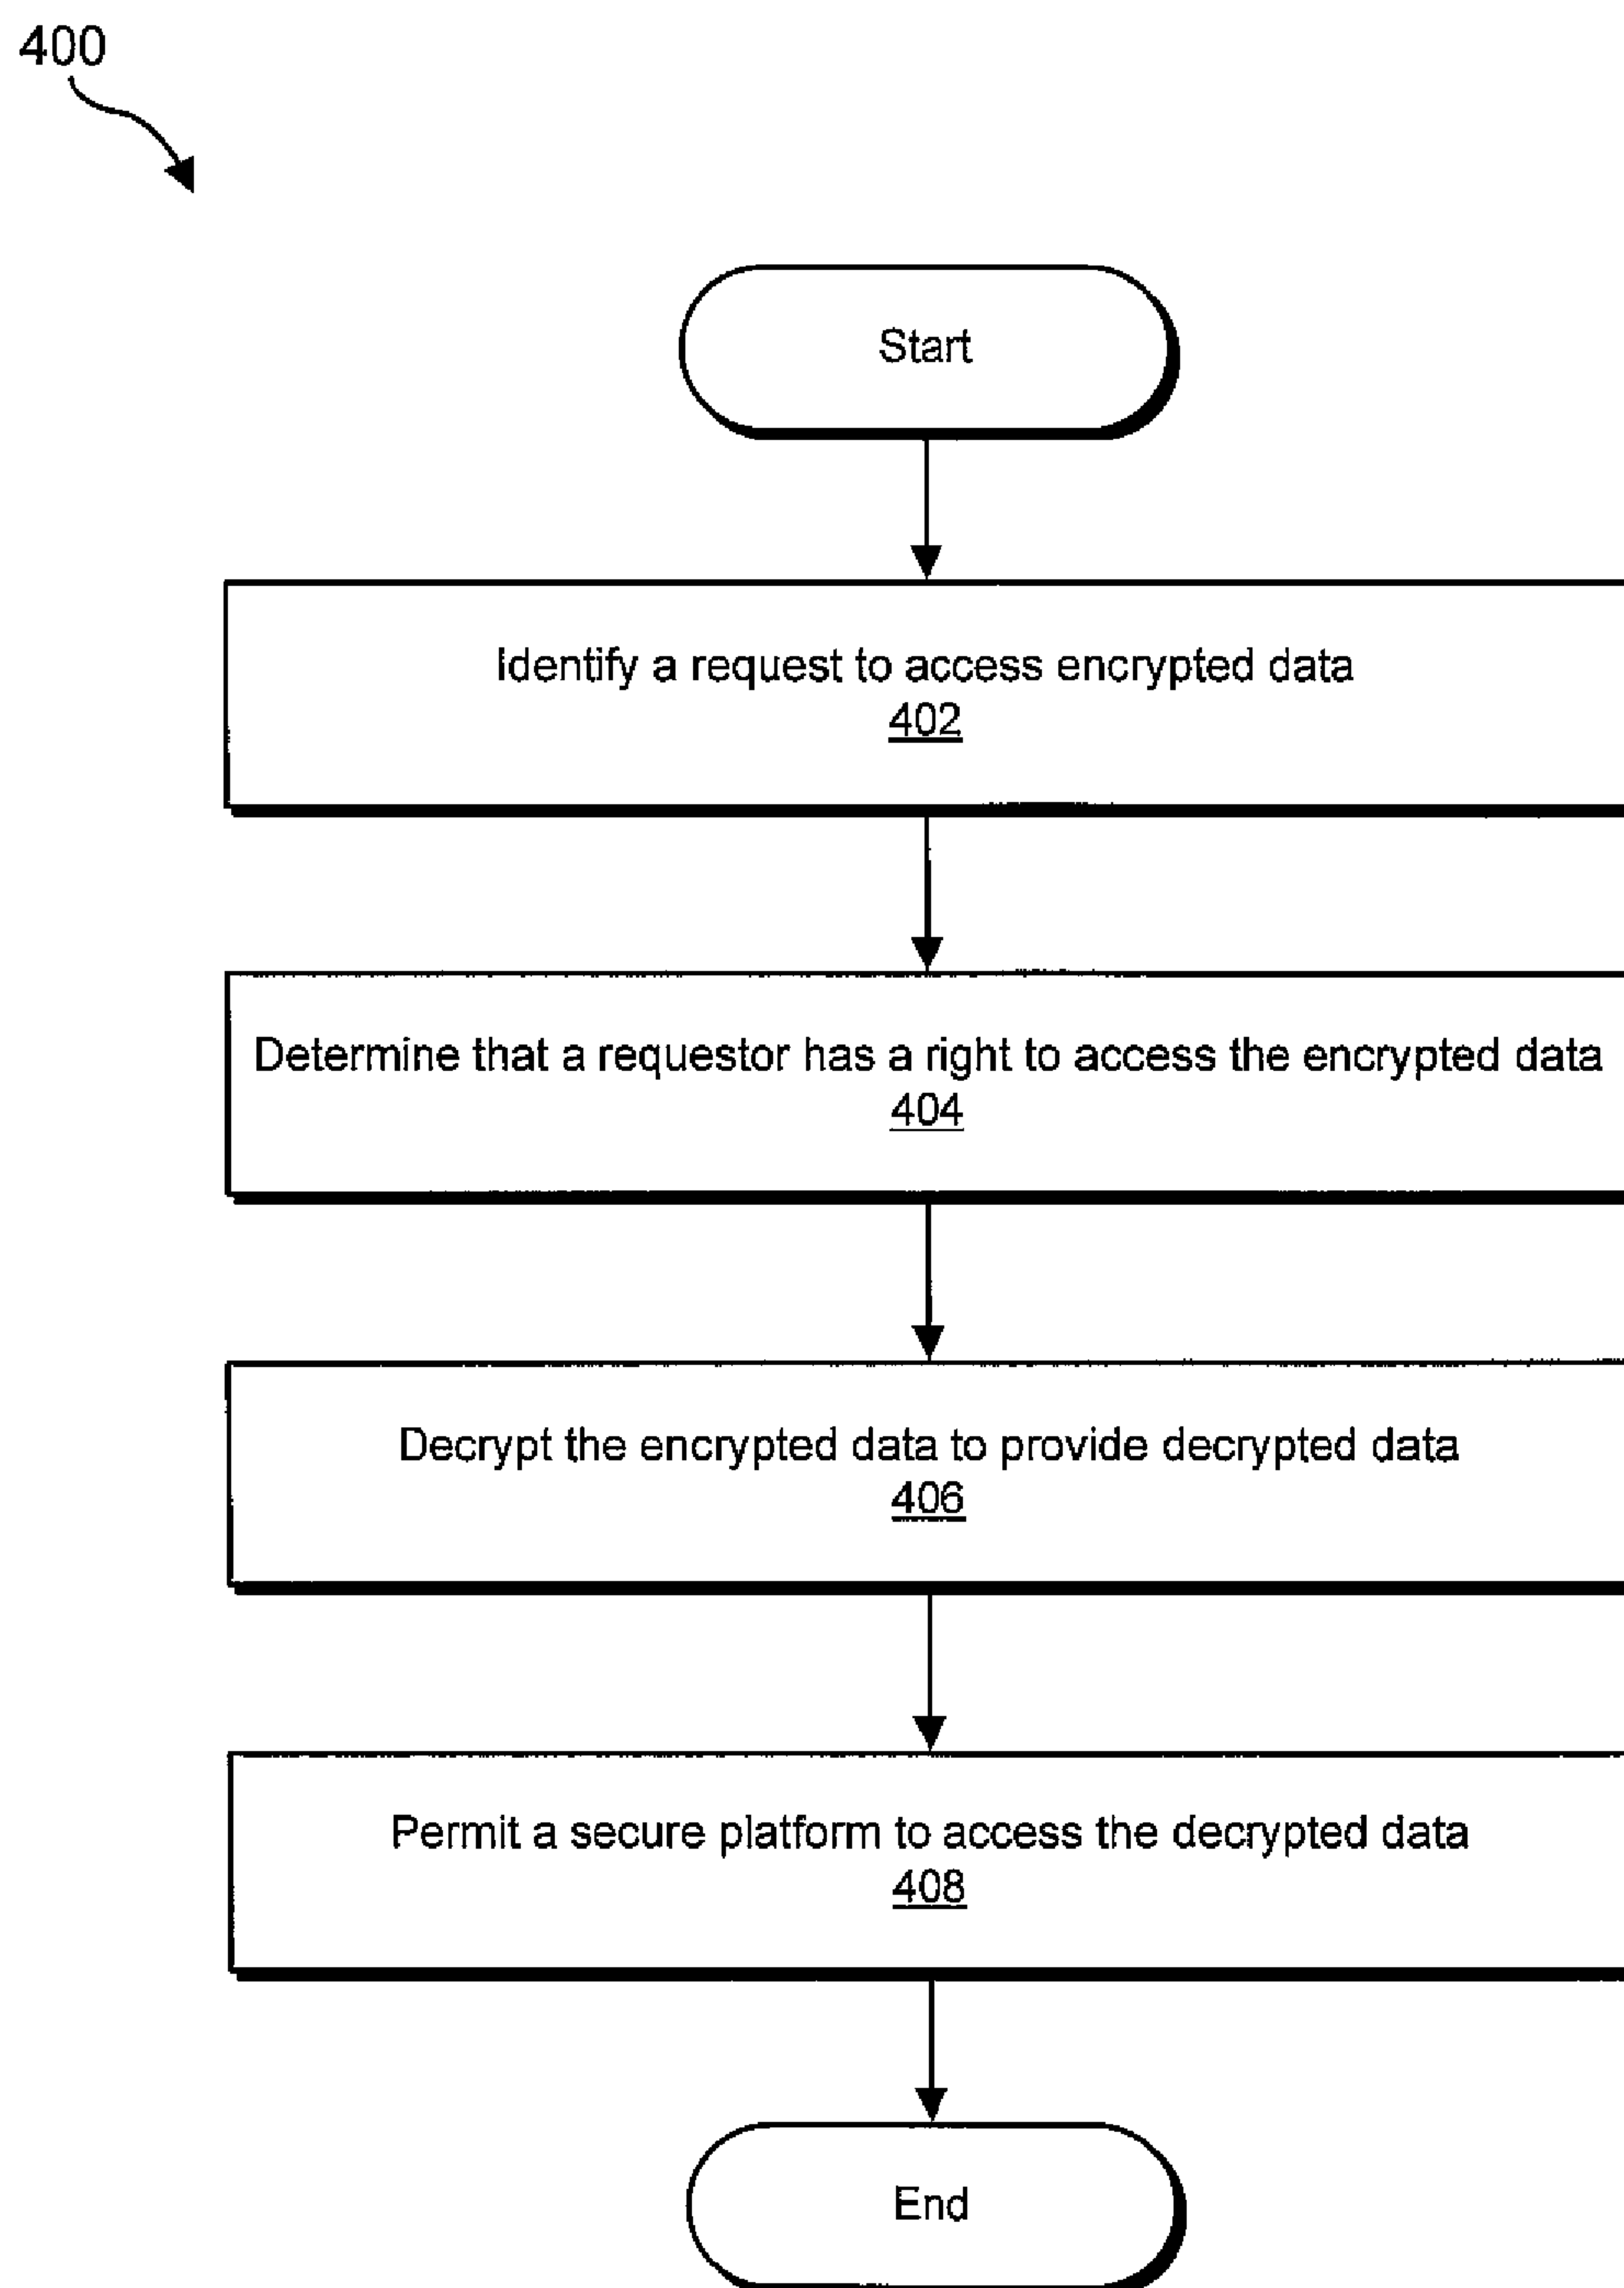 400
Start
Identify a request to access encrypted data
402
Determine that a requestor has a right to access the encrypted data
404
Decrypt the encrypted data to provide decrypted data
406
Permit a secure platform to access the decrypted data
408
End